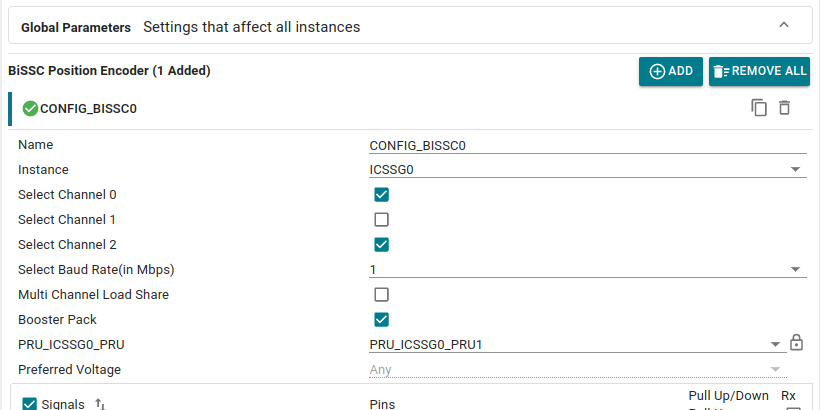 Global Parameters Settings that affect all instances
BiSSC Position Encoder (1 Added) ADD REMOVE ALL
CONFIG_BISSC0
Name CONFIG_BISSC0
Instance ICSSG0
Select Channel 0
Select Channel 1
Select Channel 2
Select Baud Rate(in Mbps) 1
Multi Channel Load Share
Booster Pack
PRU_ICSSG0_PRU PRU_ICSSG0_PRU1
Preferred Voltage Any
Signals Pins Pull Up/Down Rx